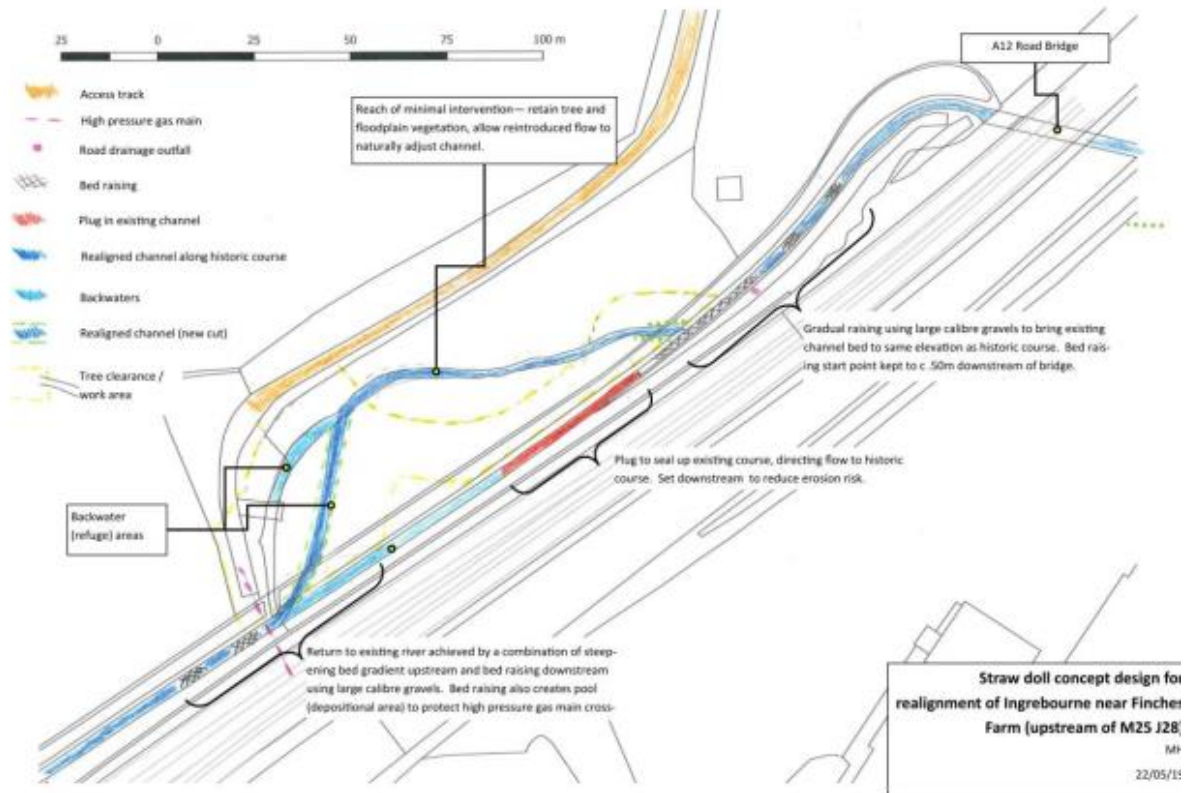 25 0 25 50 75 100 m
A12 Road Bridge
Access track
High pressure gas main
Road drainage outfall
Bed raising
Plug in existing channel
Realigned channel along historic course
Backwaters
Realigned channel (new cut)
Tree clearance /
work area
Reach of minimal intervention— retain tree and
floodplain vegetation, allow reintroduced flow to
naturally adjust channel.
Gradual raising using large calibre gravels to bring existing
channel bed to same elevation as historic course. Bed rais-
ing start point kept to c .50m downstream of bridge.
Plug to seal up existing course, directing flow to historic
course. Set downstream to reduce erosion risk.
Backwater
(refuge) areas
Return to existing river achieved by a combination of steep-
ening bed gradient upstream and bed raising downstream
using large calibre gravels. Bed raising also creates pool
(depositional area) to protect high pressure gas main cross-
Straw doll concept design for
realignment of Ingrebourne near Finches
Farm (upstream of M25 J28)
MH
22/05/19